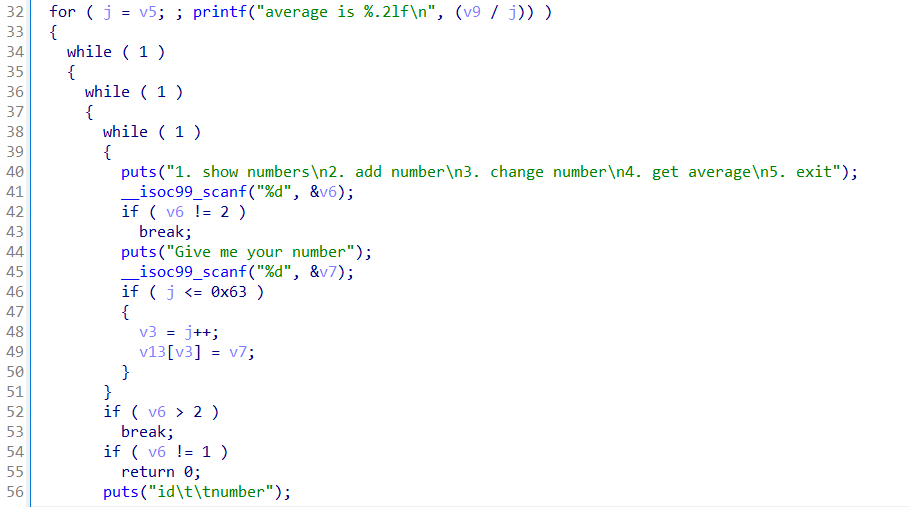 32 for ( j = v5; ; printf("average is %.2lf\n", (v9 / j)) )
33 {
34 while ( 1 )
35 {
36 while ( 1 )
37 {
38 while ( 1 )
39 {
40 puts("1. show numbers\n2. add number\n3. change number\n4. get average\n5. exit");
41 __isoc99_scanf("%d", &v6);
42 if ( v6 != 2 )
43 break;
44 puts("Give me your number");
45 __isoc99_scanf("%d", &v7);
46 if ( j <= 0x63 )
47 {
48 v3 = j++;
49 v13[v3] = v7;
50 }
51 }
52 if ( v6 > 2 )
53 break;
54 if ( v6 != 1 )
55 return 0;
56 puts("id\t\tnumber");